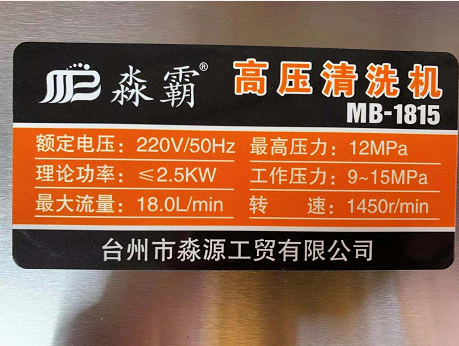 MB 淼霸® 高压清洗机
MB-1815
额定电压：220V/50Hz 最高压力：12MPa
理论功率：≤2.5KW 工作压力：9~15MPa
最大流量：18.0L/min 转 速：1450r/min
台州市淼源工贸有限公司